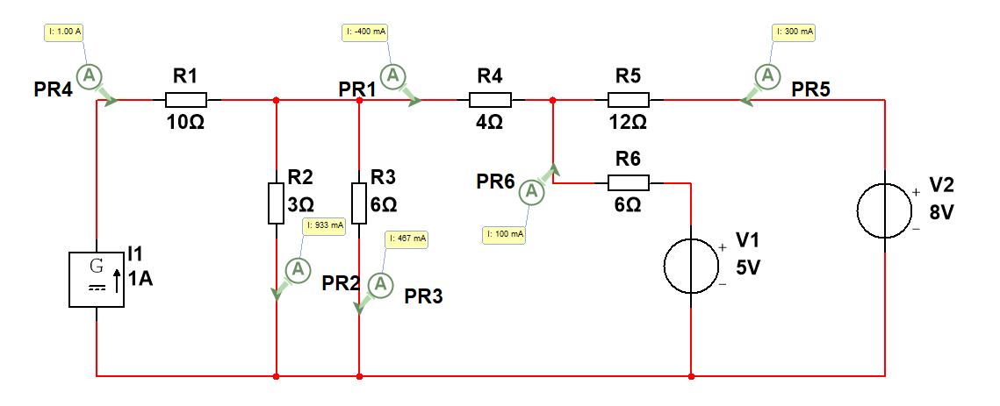 I: 1.00 A
I: -400 mA
I: 300 mA
A
A
A
PR4
R1
PR1
R4
R5
PR5
10Ω
4Ω
12Ω
R2
3Ω
R3
6Ω
PR6
A
R6
6Ω
V2
8V
+
−
I: 933 mA
I: 467 mA
I: 100 mA
G
I1
1A
A
PR2
A
PR3
V1
5V
+
−